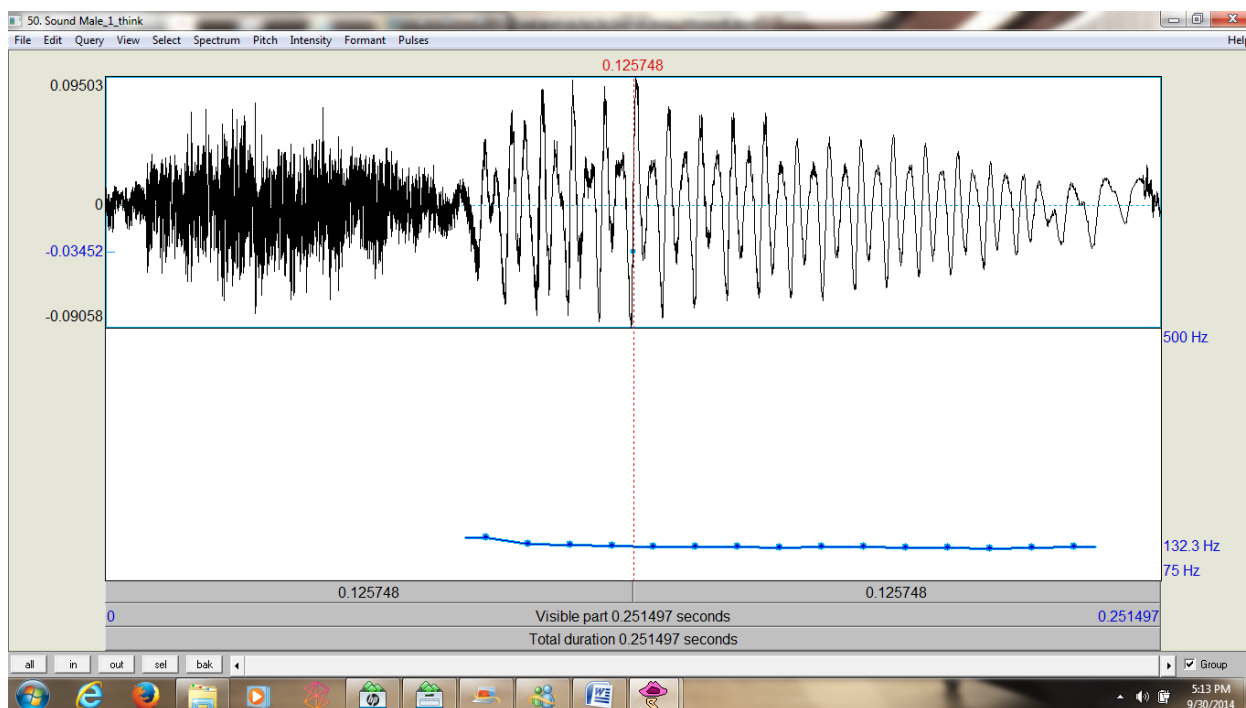 50. Sound Male_1_think
File Edit Query View Select Spectrum Pitch Intensity Formant Pulses Help
0.125748
0.09503
0
-0.03452
-0.09058
500 Hz
132.3 Hz
75 Hz
0.125748 0.125748
0 Visible part 0.251497 seconds 0.251497
Total duration 0.251497 seconds
all in out sel bak Group
5:13 PM
9/30/2014